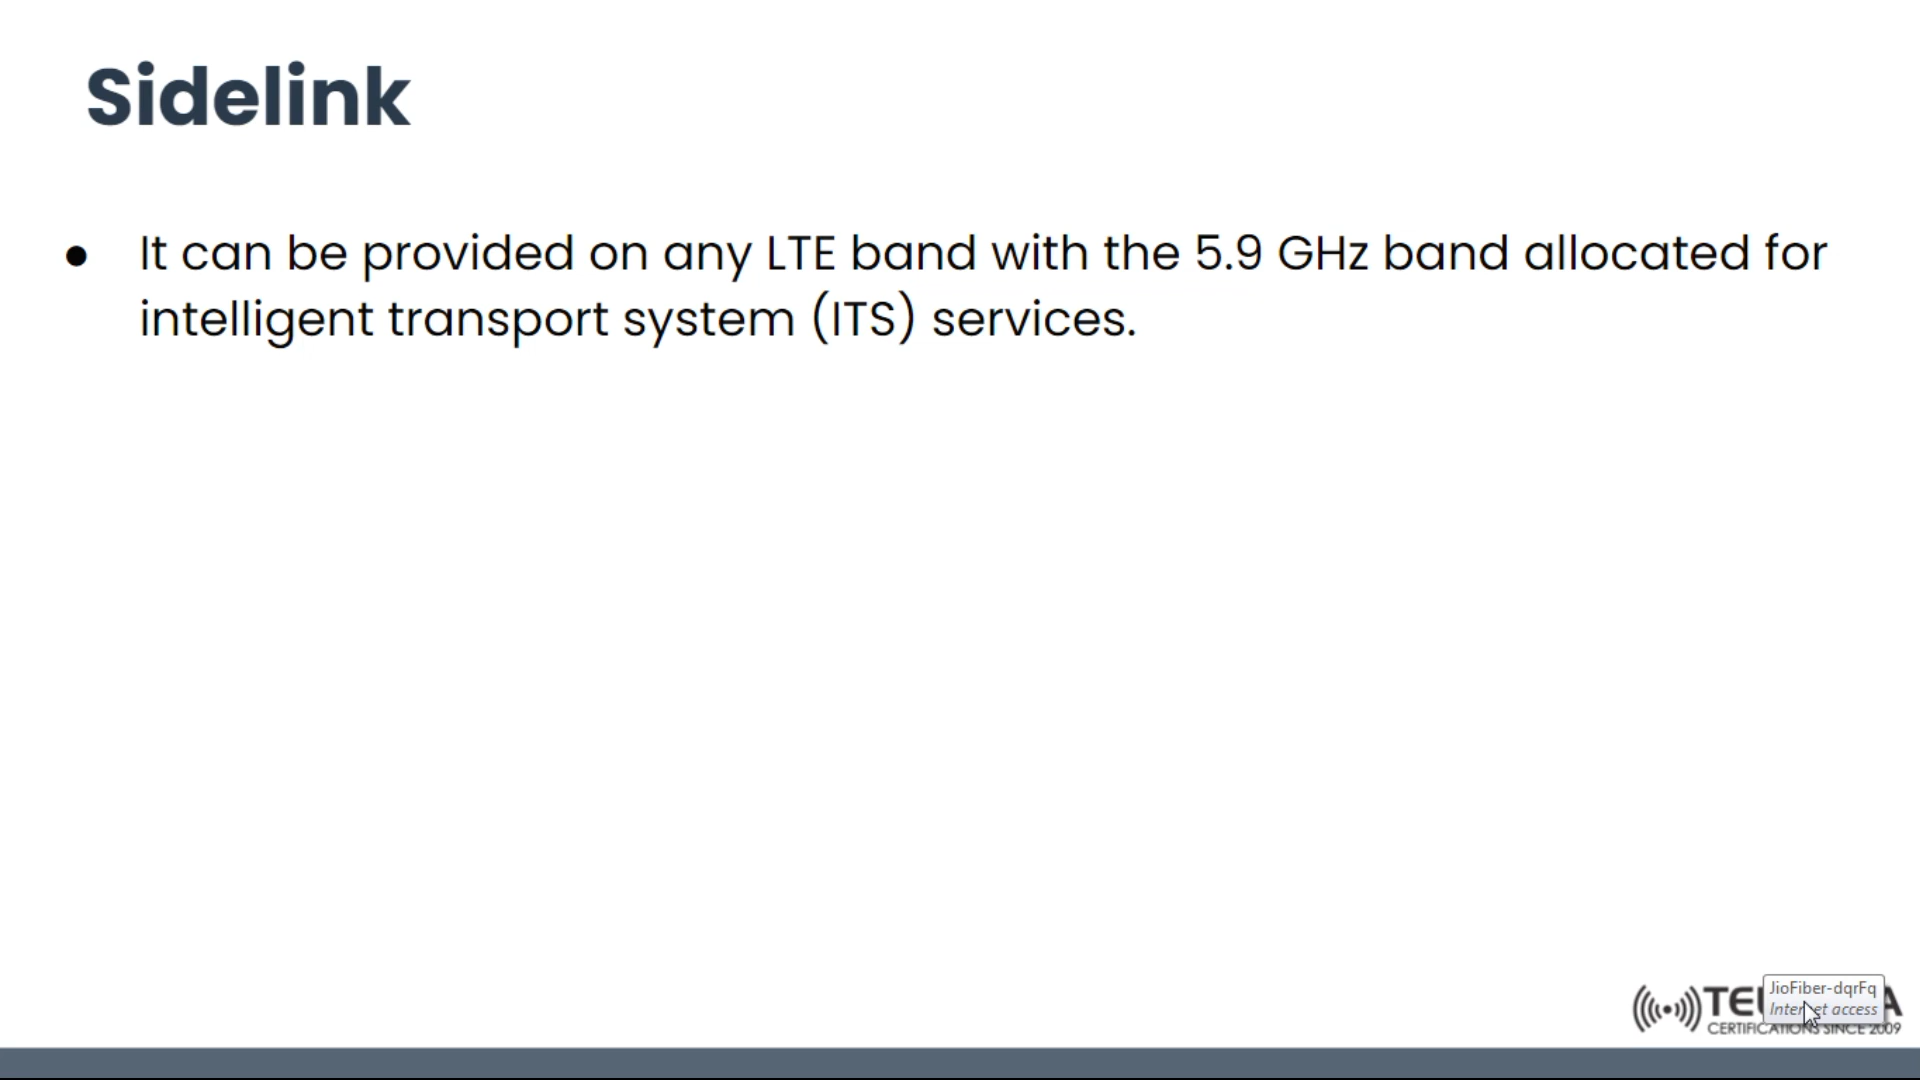 Sidelink
● It can be provided on any LTE band with the 5.9 GHz band allocated for
intelligent transport system (ITS) services.
JioFiber-dqrFq
Internet access
CERTIFICATIONS SINCE 2009